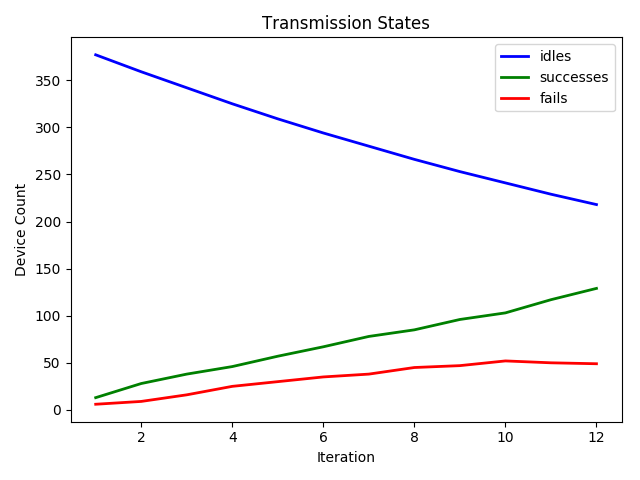 Transmission States
idles
successes
fails
350
300
250
200
150
100
50
0
Device Count
2 4 6 8 10 12
Iteration